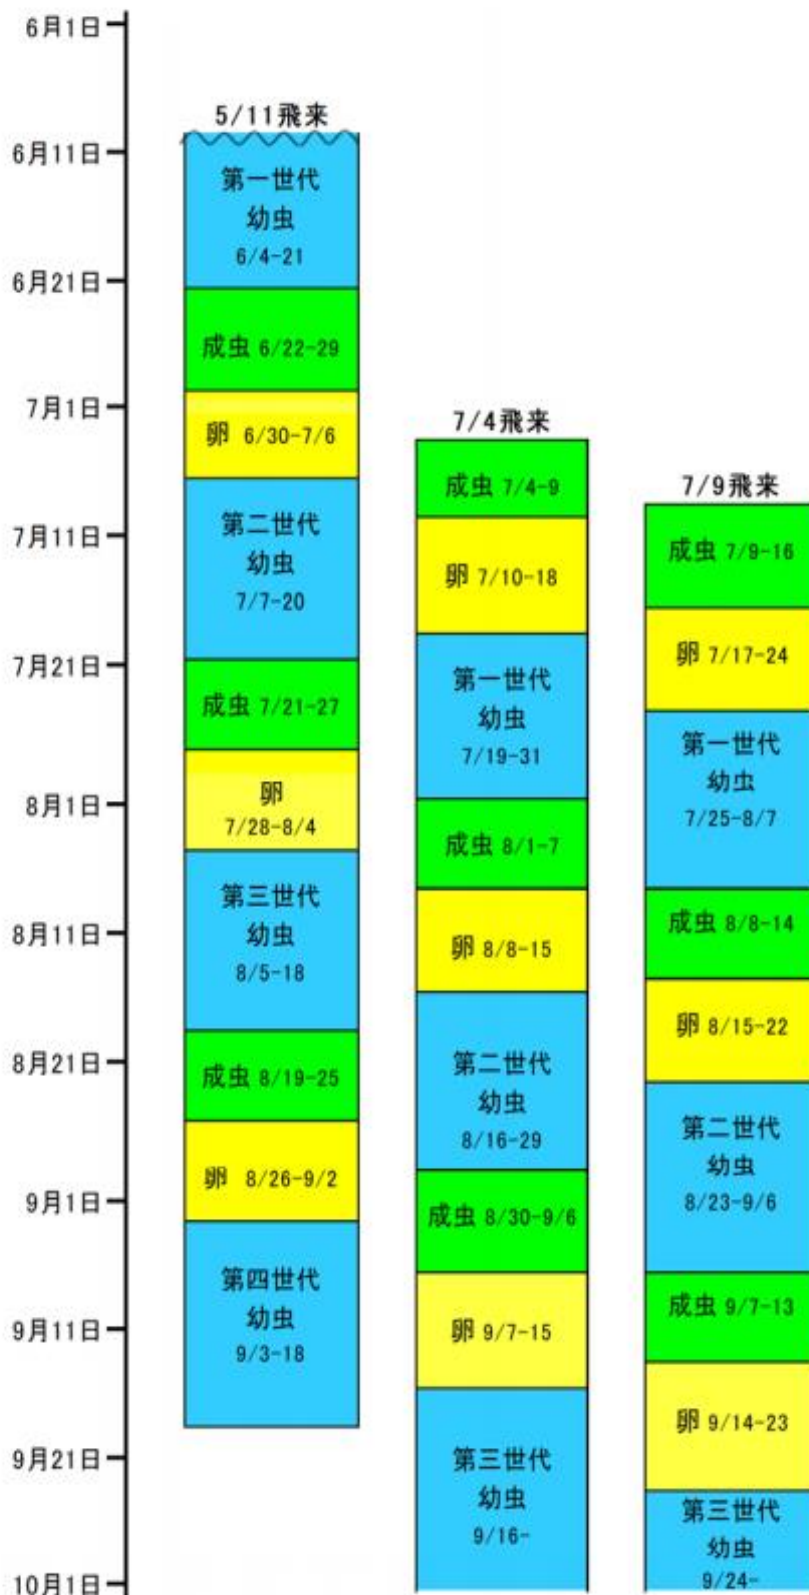 6月1日
6月11日
6月21日
7月1日
7月11日
7月21日
8月1日
8月11日
8月21日
9月1日
9月11日
9月21日
10月1日
5/11飛来
第一世代
幼虫
6/4-21
成虫 6/22-29
卵 6/30-7/6
第二世代
幼虫
7/7-20
成虫 7/21-27
卵
7/28-8/4
第三世代
幼虫
8/5-18
成虫 8/19-25
卵 8/26-9/2
第四世代
幼虫
9/3-18
7/4飛来
成虫 7/4-9
卵 7/10-18
第一世代
幼虫
7/19-31
成虫 8/1-7
卵 8/8-15
第二世代
幼虫
8/16-29
成虫 8/30-9/6
卵 9/7-15
第三世代
幼虫
9/16-
7/9飛来
成虫 7/9-16
卵 7/17-24
第一世代
幼虫
7/25-8/7
成虫 8/8-14
卵 8/15-22
第二世代
幼虫
8/23-9/6
成虫 9/7-13
卵 9/14-23
第三世代
幼虫
9/24-